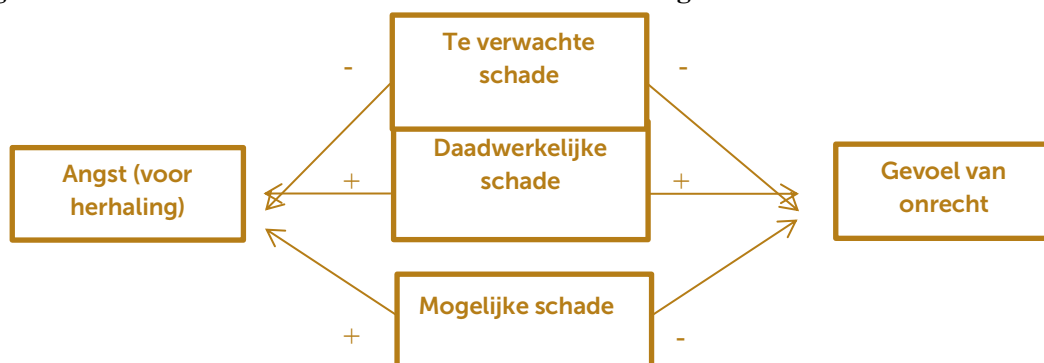 Te verwachte
schade
- -
Daadwerkelijke
schade
Angst (voor
herhaling)
+ +
Gevoel van
onrecht
Mogelijke schade
+ -